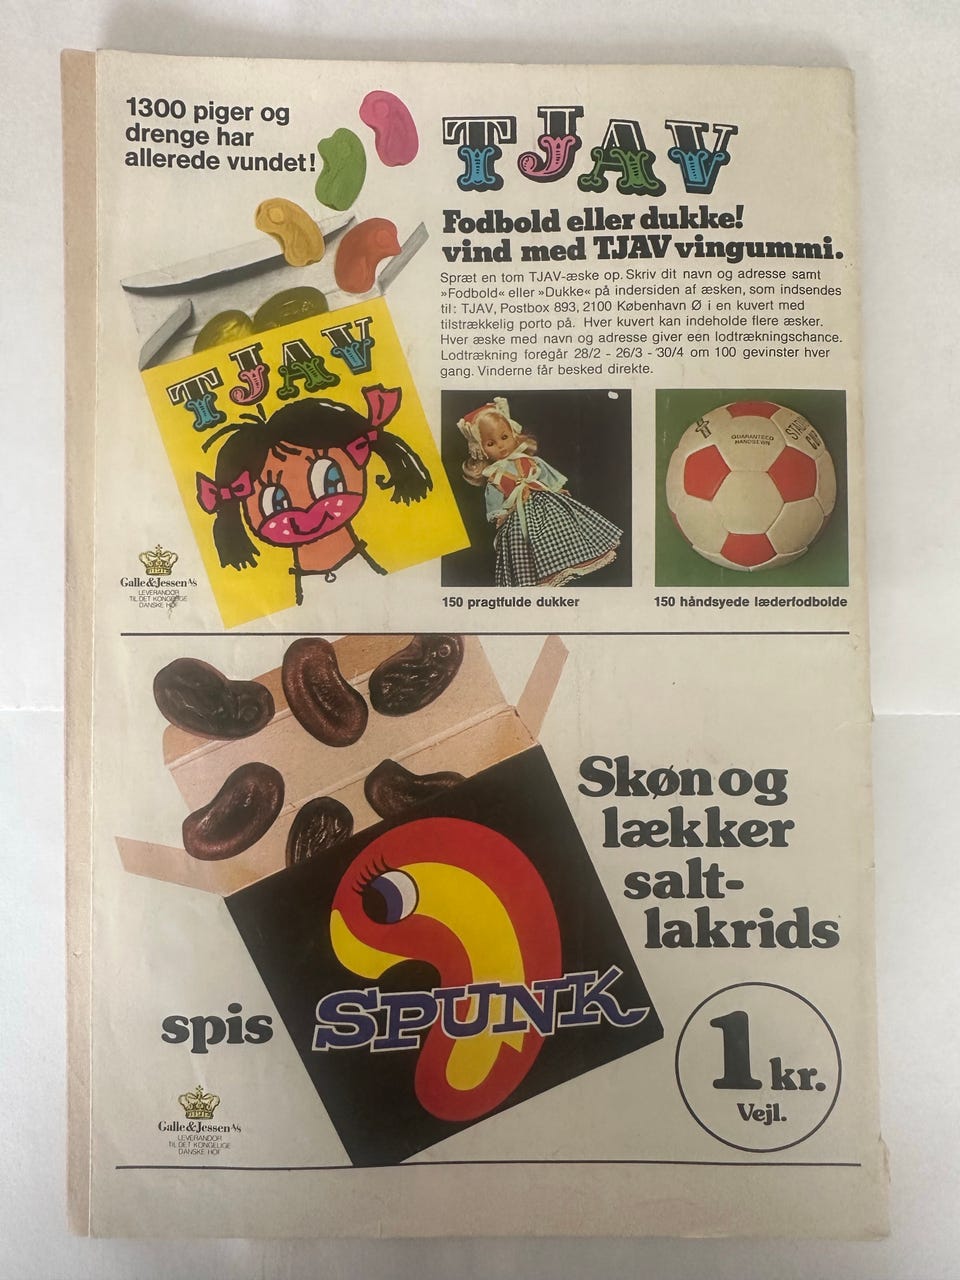 1300 piger og
drenge har
allerede vundet!
TJAV
Fodbold eller dukke!
vind med TJAV vingummi.
Spræt en tom TJAV-æske op. Skriv dit navn og adresse samt
»Fodbold« eller »Dukke« på indersiden af æsken, som indsendes
til: TJAV, Postbox 893, 2100 København Ø i en kuvert med
tilstrækkelig porto på. Hver kuvert kan indeholde flere æsker.
Hver æske med navn og adresse giver een lodtrækningschance.
Lodtrækning foregår 28/2 - 26/3 - 30/4 om 100 gevinster hver
gang. Vinderne får besked direkte.
TJAV
GUARANTEED
HANDSEWN
Galle & Jessen A/s
LEVERANDØR
TIL DET KONGELIGE
DANSKE HOF
150 pragtfulde dukker
150 håndsyede læderfodbolde
Skøn og
lækker
salt-
lakrids
spis
SPUNK
1 kr.
Vejl.
Galle & Jessen A/s
LEVERANDØR
TIL DET KONGELIGE
DANSKE HOF